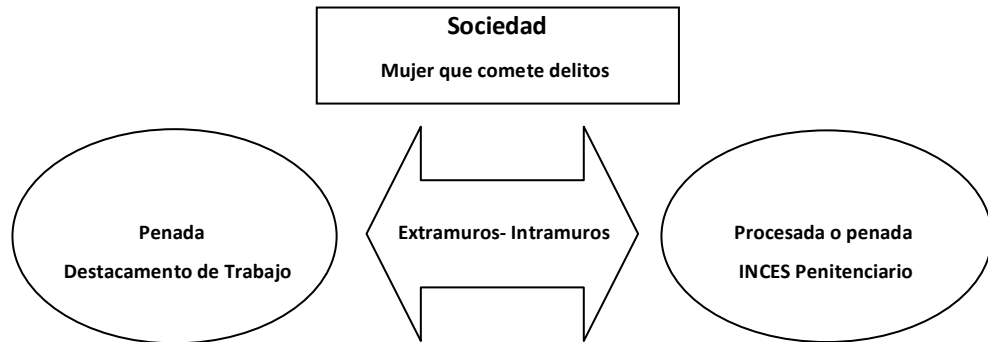 Sociedad
Mujer que comete delitos
Penada
Destacamento de Trabajo
Extramuros- Intramuros
Procesada o penada
INCES Penitenciario